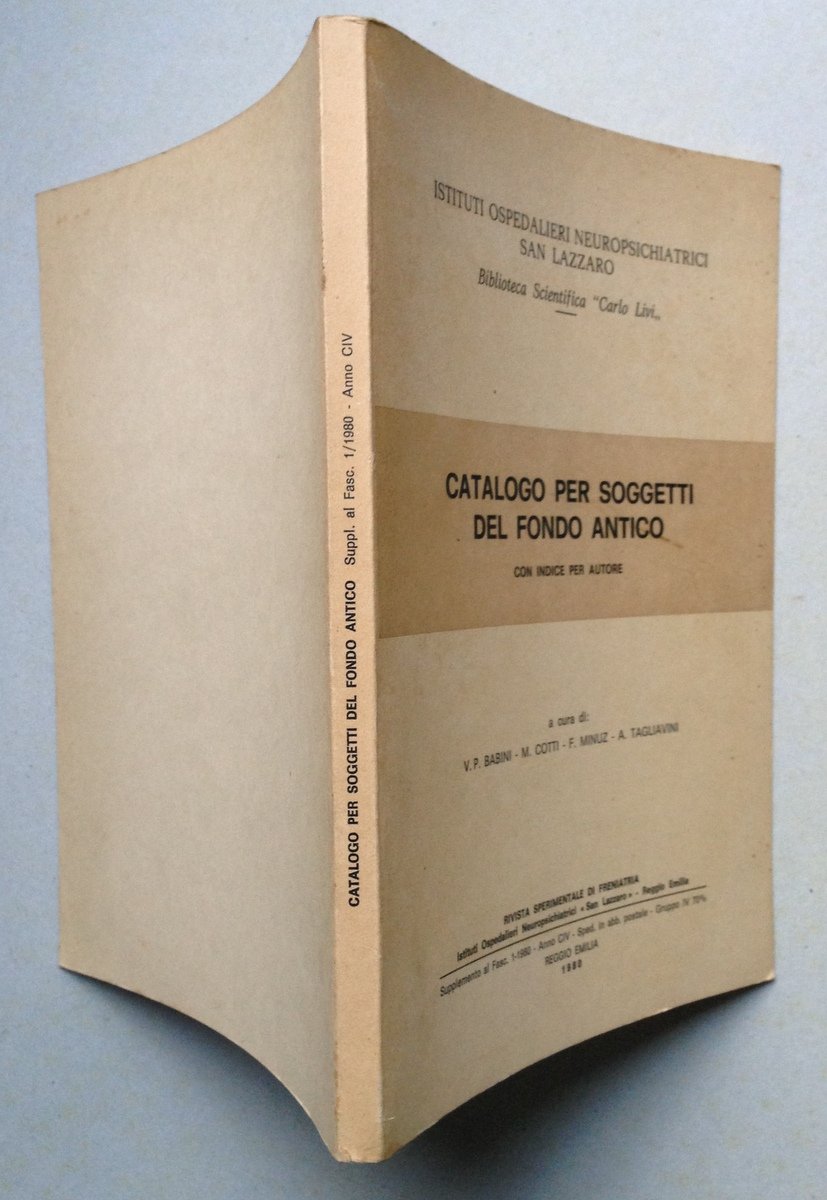 ISTITUTI OSPEDALIERI NEUROPSICHIATRICI
SAN LAZZARO
Biblioteca Scientifica "Carlo Livi„
CATALOGO PER SOGGETTI
DEL FONDO ANTICO
CON INDICE PER AUTORE
a cura di:
V. P. BABINI - M. COTTI - F. MINUZ - A. TAGLIAVINI
RIVISTA SPERIMENTALE DI FRENIATRIA
Istituti Ospedalieri Neuropsichiatrici «San Lazzaro» - Reggio Emilia
Supplemento al Fasc. 1-1980 - Anno CIV - Sped. in abb. postale - Gruppo IV 70%
REGGIO EMILIA
1980
CATALOGO PER SOGGETTI DEL FONDO ANTICO Suppl. al Fasc. 1/1980 - Anno CIV